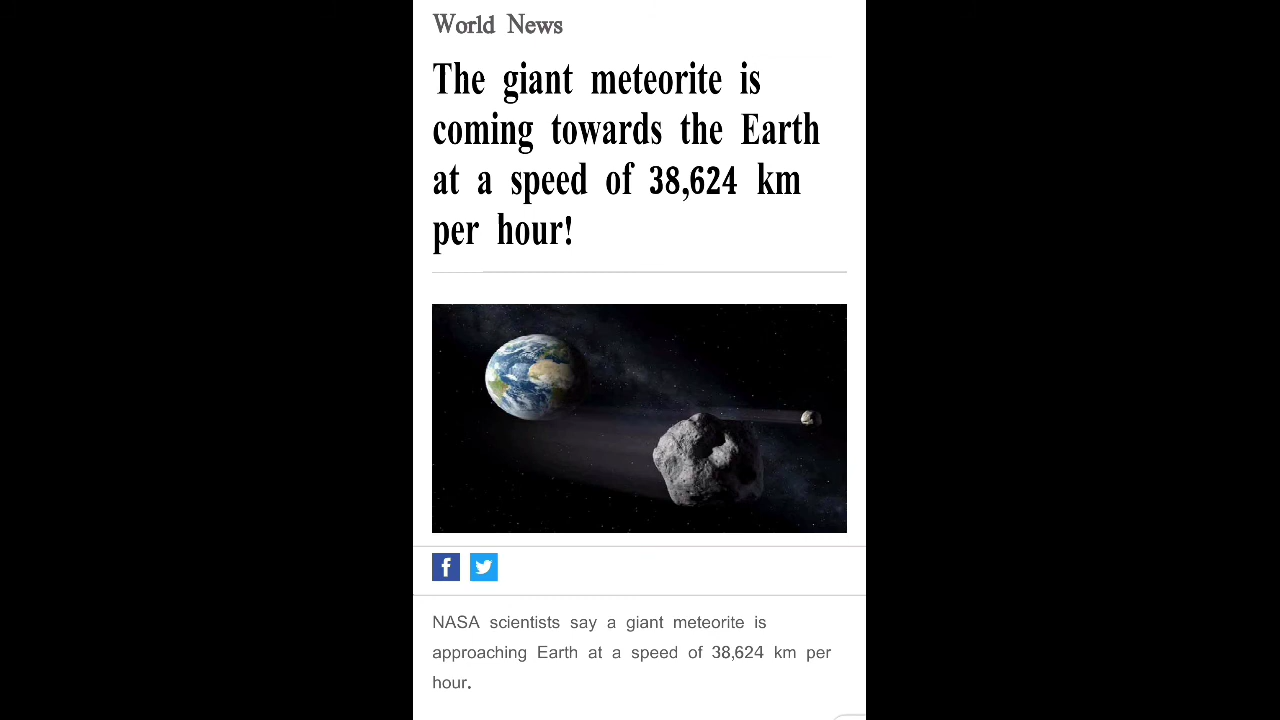 World News
The giant meteorite is
coming towards the Earth
at a speed of 38,624 km
per hour!
NASA scientists say a giant meteorite is
approaching Earth at a speed of 38,624 km per
hour.